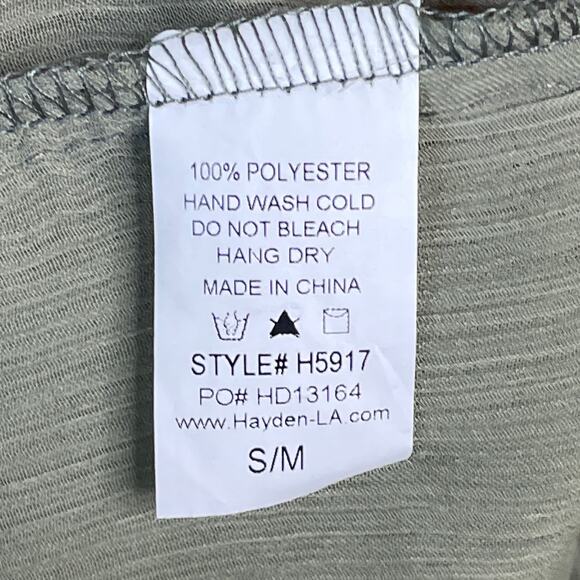 100% POLYESTER
HAND WASH COLD
DO NOT BLEACH
HANG DRY
MADE IN CHINA
STYLE# H5917
PO# HD13164
www.Hayden-LA.com
S/M